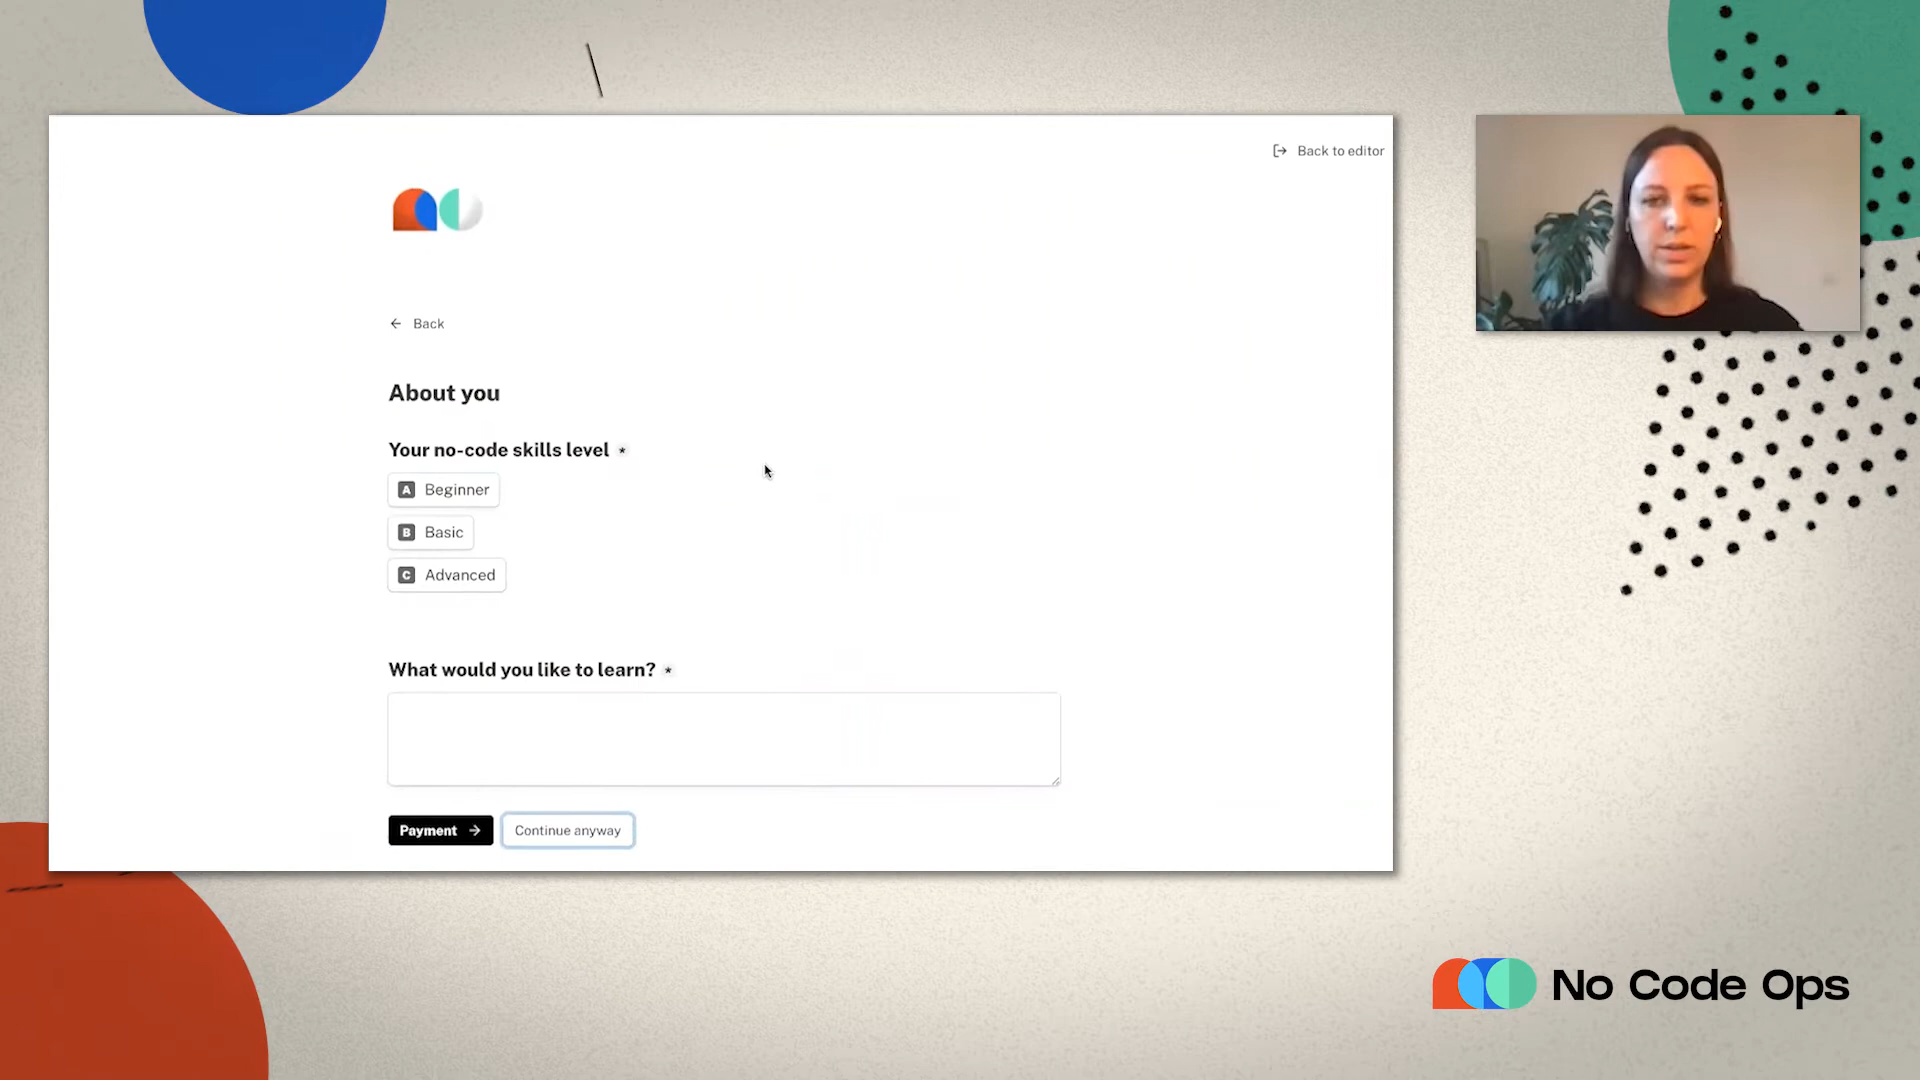 Back to editor
Back
About you
Your no-code skills level *
A Beginner
B Basic
C Advanced
What would you like to learn? *
Payment →
Continue anyway
No Code Ops